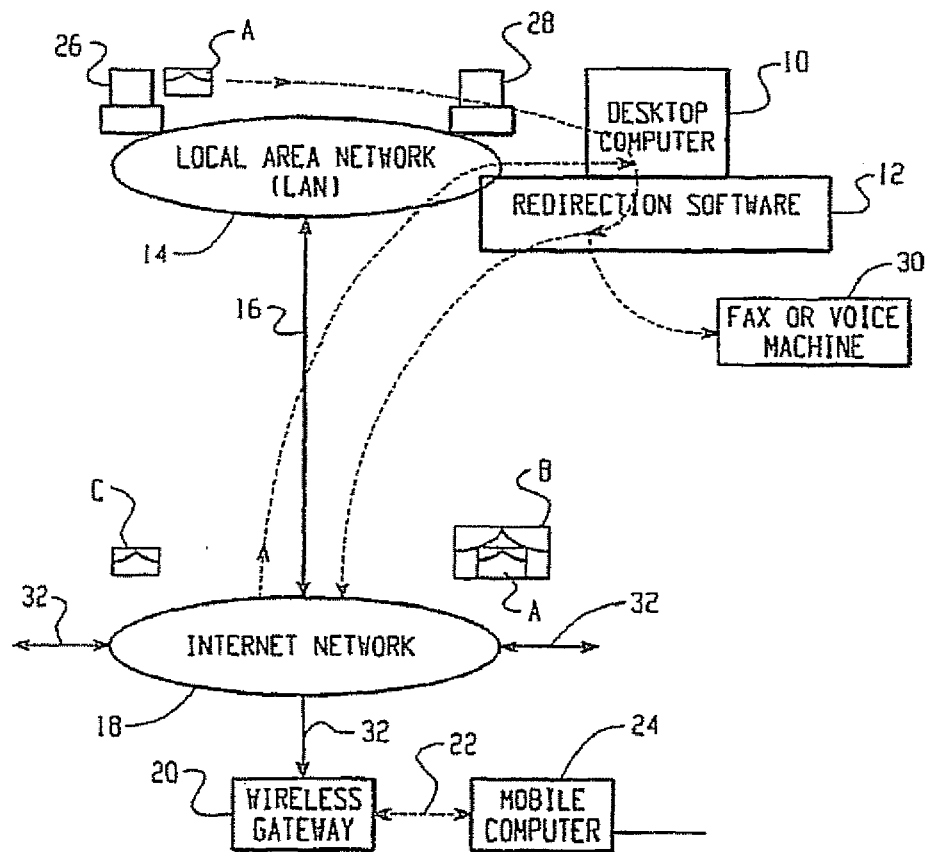 26
A
28
10
DESKTOP
COMPUTER
LOCAL AREA NETWORK
(LAN)
12
REDIRECTION SOFTWARE
14
16
30
FAX OR VOICE
MACHINE
C
B
A
32
32
INTERNET NETWORK
18
32
22
24
20
WIRELESS
GATEWAY
MOBILE
COMPUTER